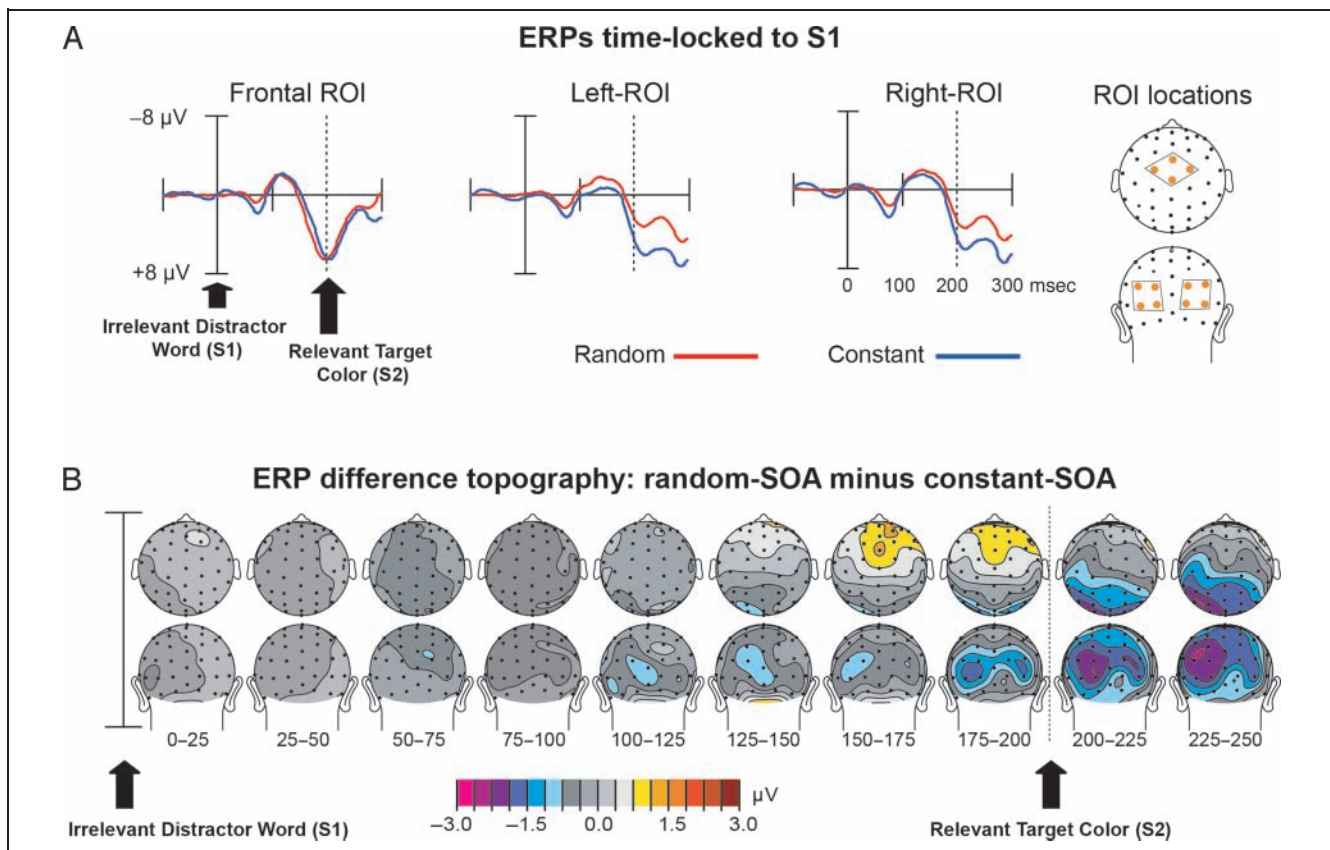 A
ERPs time-locked to S1
Frontal ROI
Left-ROI
Right-ROI
ROI locations
−8 µV
+8 µV
0 100 200 300 msec
Irrelevant Distractor
Word (S1)
Relevant Target
Color (S2)
Random
Constant
B
ERP difference topography: random-SOA minus constant-SOA
0–25 25–50 50–75 75–100 100–125 125–150 150–175 175–200 200–225 225–250
µV
−3.0 −1.5 0.0 1.5 3.0
Irrelevant Distractor Word (S1)
Relevant Target Color (S2)